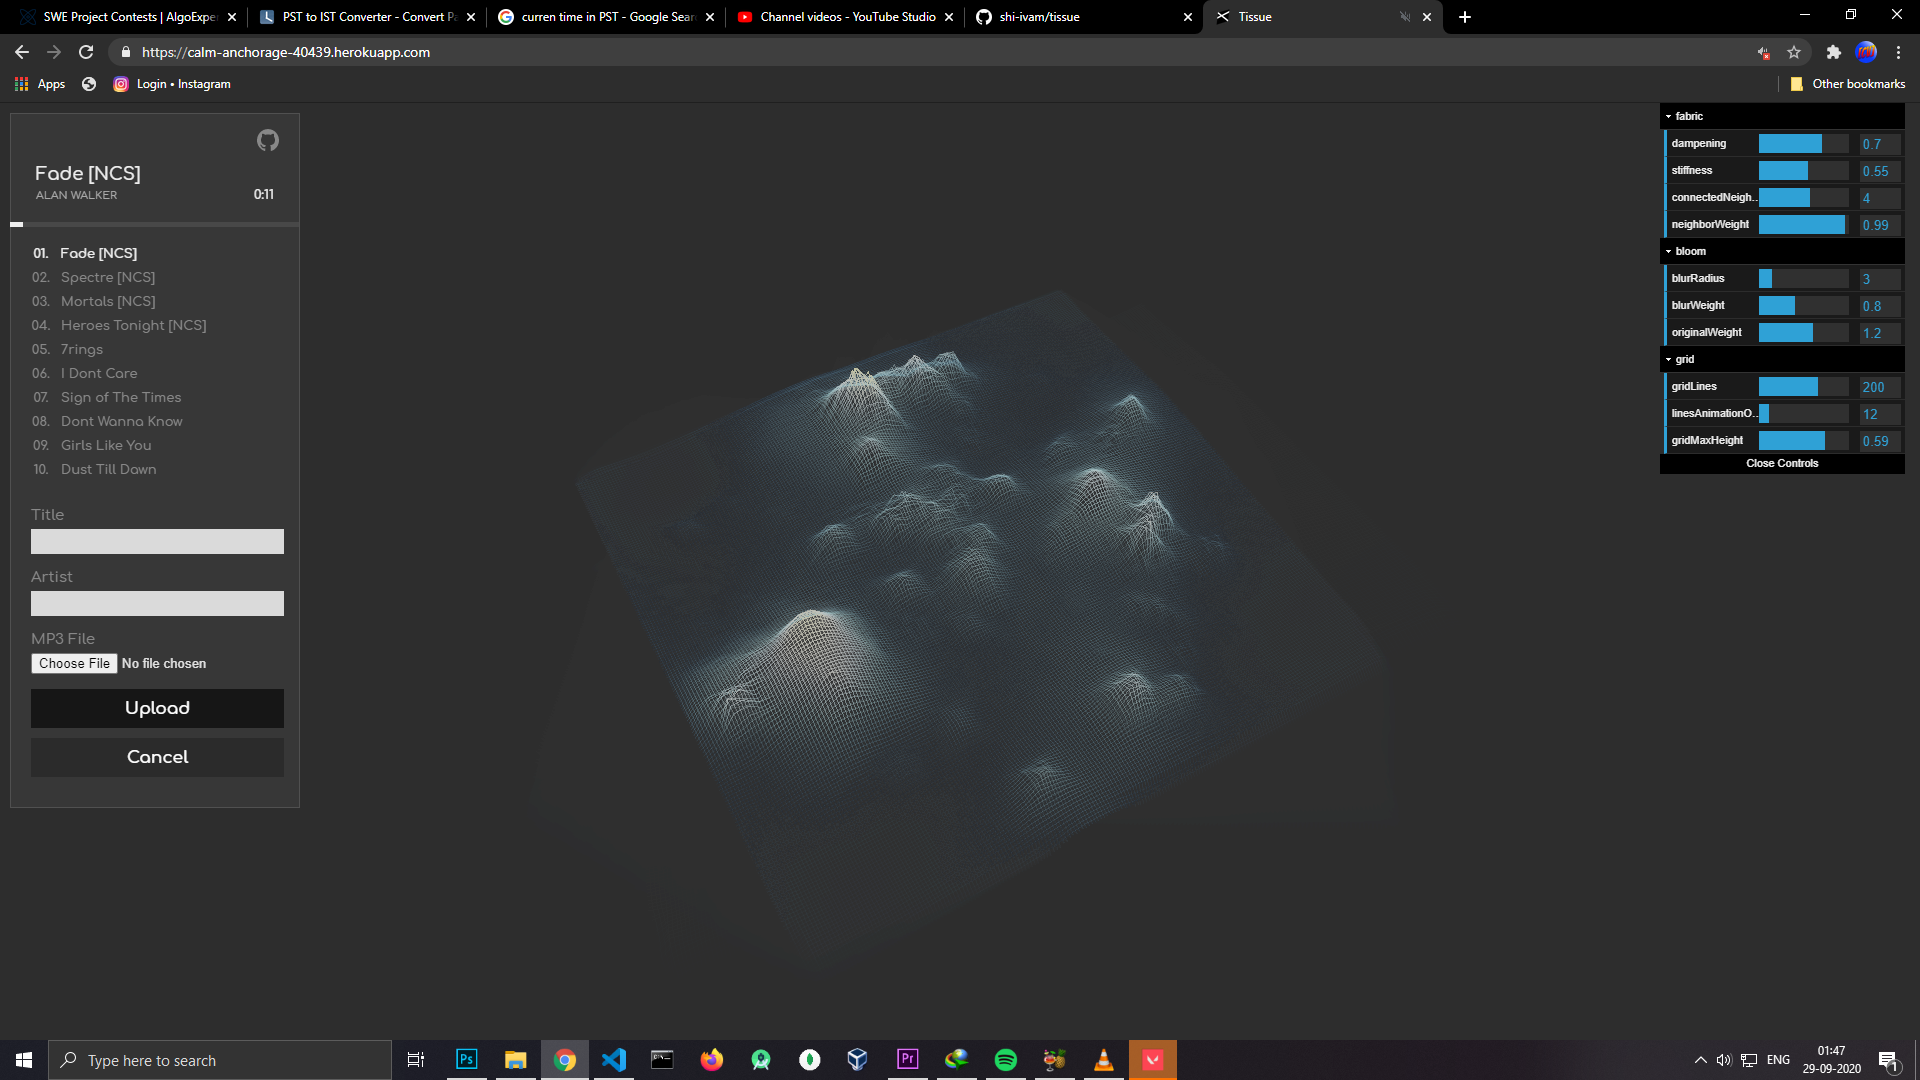 SWE Project Contests | AlgoExper
PST to IST Converter - Convert Pa
curren time in PST - Google Sear
Channel videos - YouTube Studio
shi-ivam/tissue
Tissue
https://calm-anchorage-40439.herokuapp.com
Apps
Login • Instagram
Other bookmarks
Fade [NCS]
ALAN WALKER
0:11
01. Fade [NCS]
02. Spectre [NCS]
03. Mortals [NCS]
04. Heroes Tonight [NCS]
05. 7rings
06. I Dont Care
07. Sign of The Times
08. Dont Wanna Know
09. Girls Like You
10. Dust Till Dawn
Title
Artist
MP3 File
Choose File No file chosen
Upload
Cancel
fabric
dampening 0.7
stiffness 0.55
connectedNeigh... 4
neighborWeight 0.99
bloom
blurRadius 3
blurWeight 0.8
originalWeight 1.2
grid
gridLines 200
linesAnimationO... 12
gridMaxHeight 0.59
Close Controls
Type here to search
Ps
Pr
ENG
01:47
29-09-2020
1